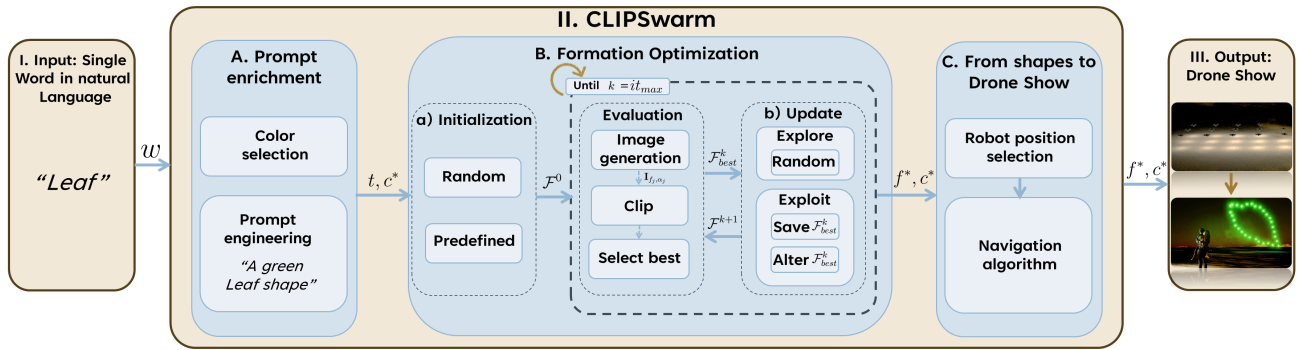 I. Input: Single
Word in natural
Language
“Leaf”
w
II. CLIPSwarm
A. Prompt
enrichment
Color
selection
Prompt
engineering
“A green
Leaf shape”
t, c*
B. Formation Optimization
Until k = it_max
a) Initialization
Random
Predefined
F^0
Evaluation
Image
generation
I_{f_j, α_j}
Clip
Select best
F^k_best
F^{k+1}
b) Update
Explore
Random
Exploit
Save F^k_best
Alter F^k_best
f*, c*
C. From shapes to
Drone Show
Robot position
selection
Navigation
algorithm
f*, c*
III. Output:
Drone Show